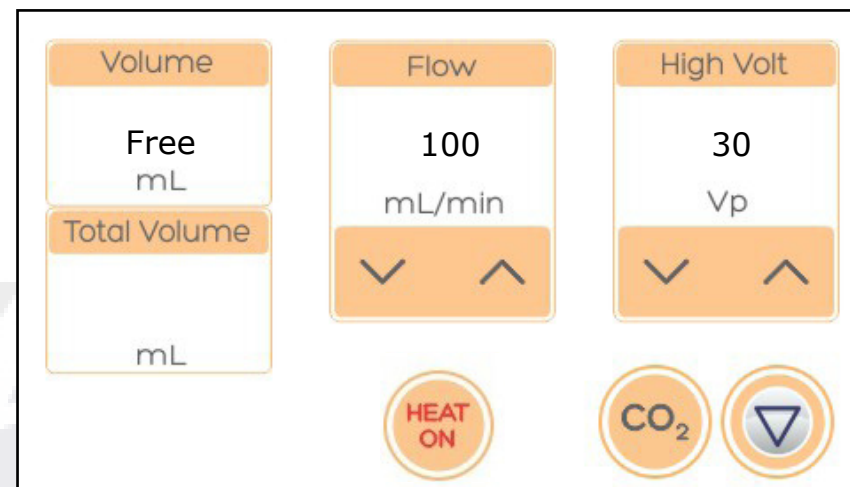 Volume
Free
mL
Total Volume
mL
Flow
100
mL/min
High Volt
30
Vp
HEAT
ON
CO₂